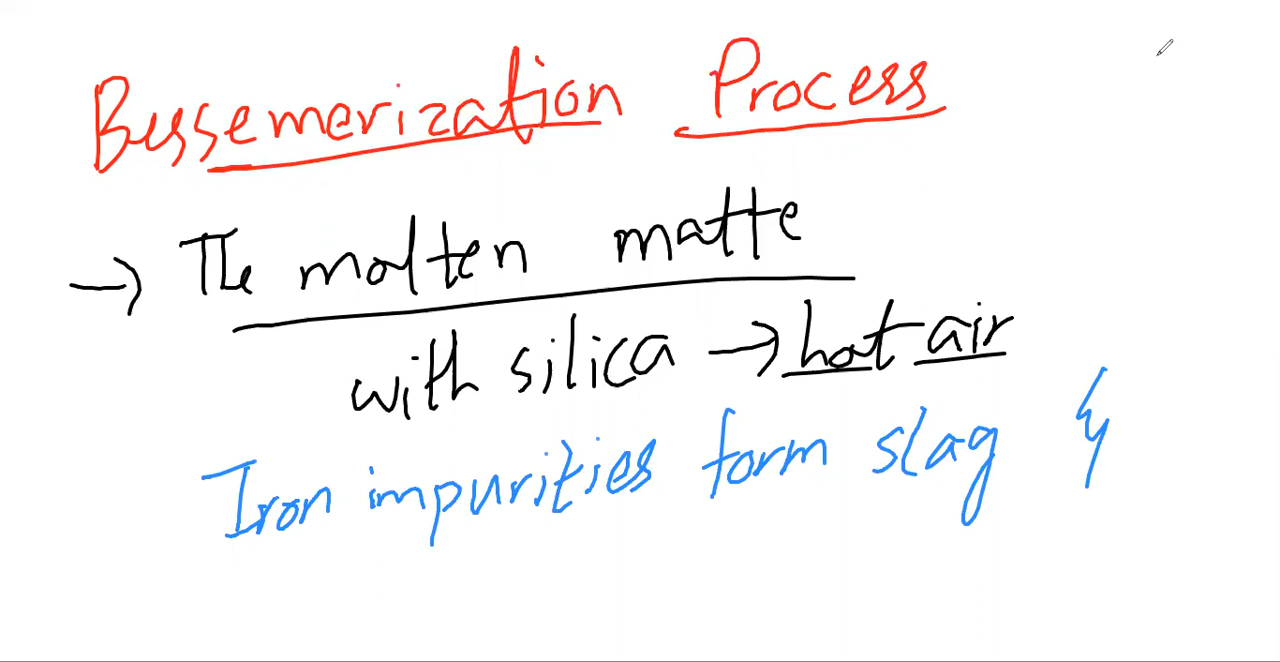 Bessemerization Process
→ The molten matte
with silica → hot air
Iron impurities form slag &